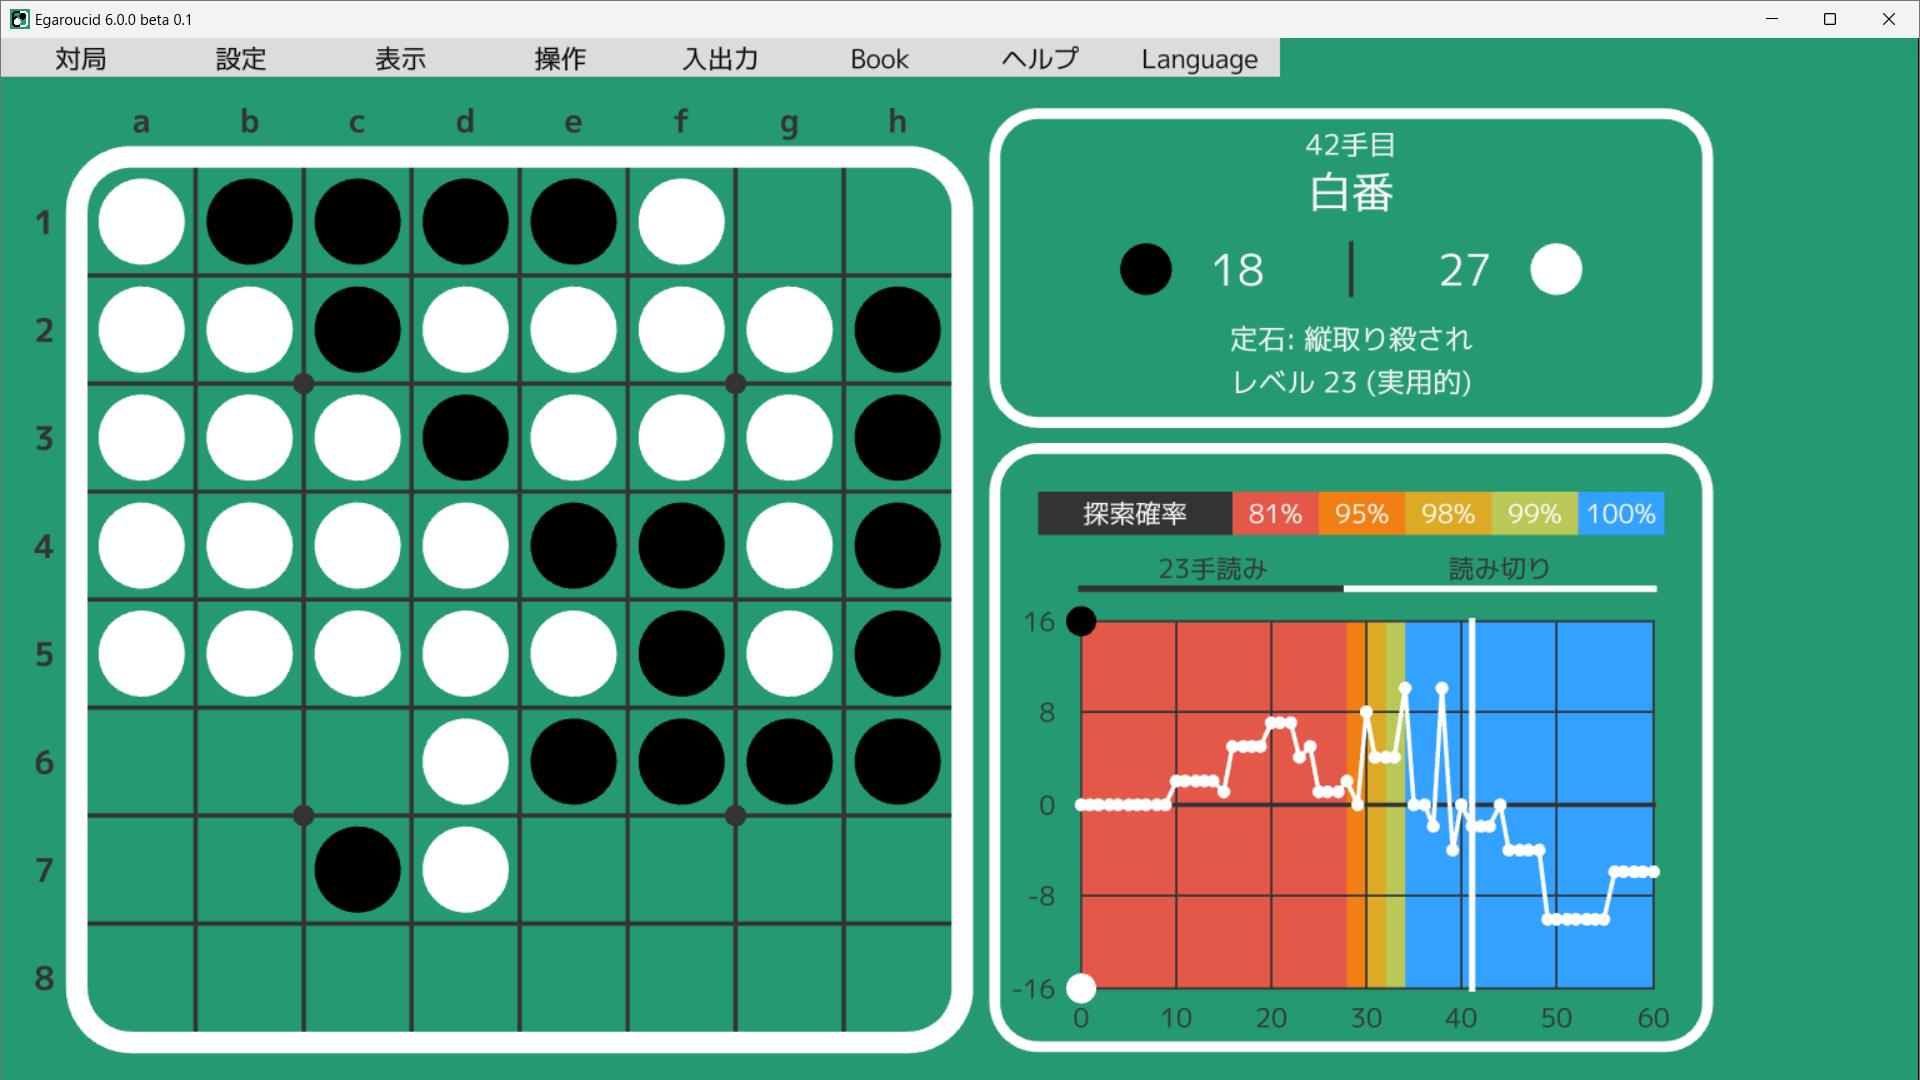 Egaroucid 6.0.0 beta 0.1
対局 設定 表示 操作 入出力 Book ヘルプ Language
a b c d e f g h
1
2
3
4
5
6
7
8
42手目
白番
18 27
定石: 縦取り殺され
レベル 23 (実用的)
探索確率 81% 95% 98% 99% 100%
23手読み 読み切り
16
8
0
-8
-16
0 10 20 30 40 50 60